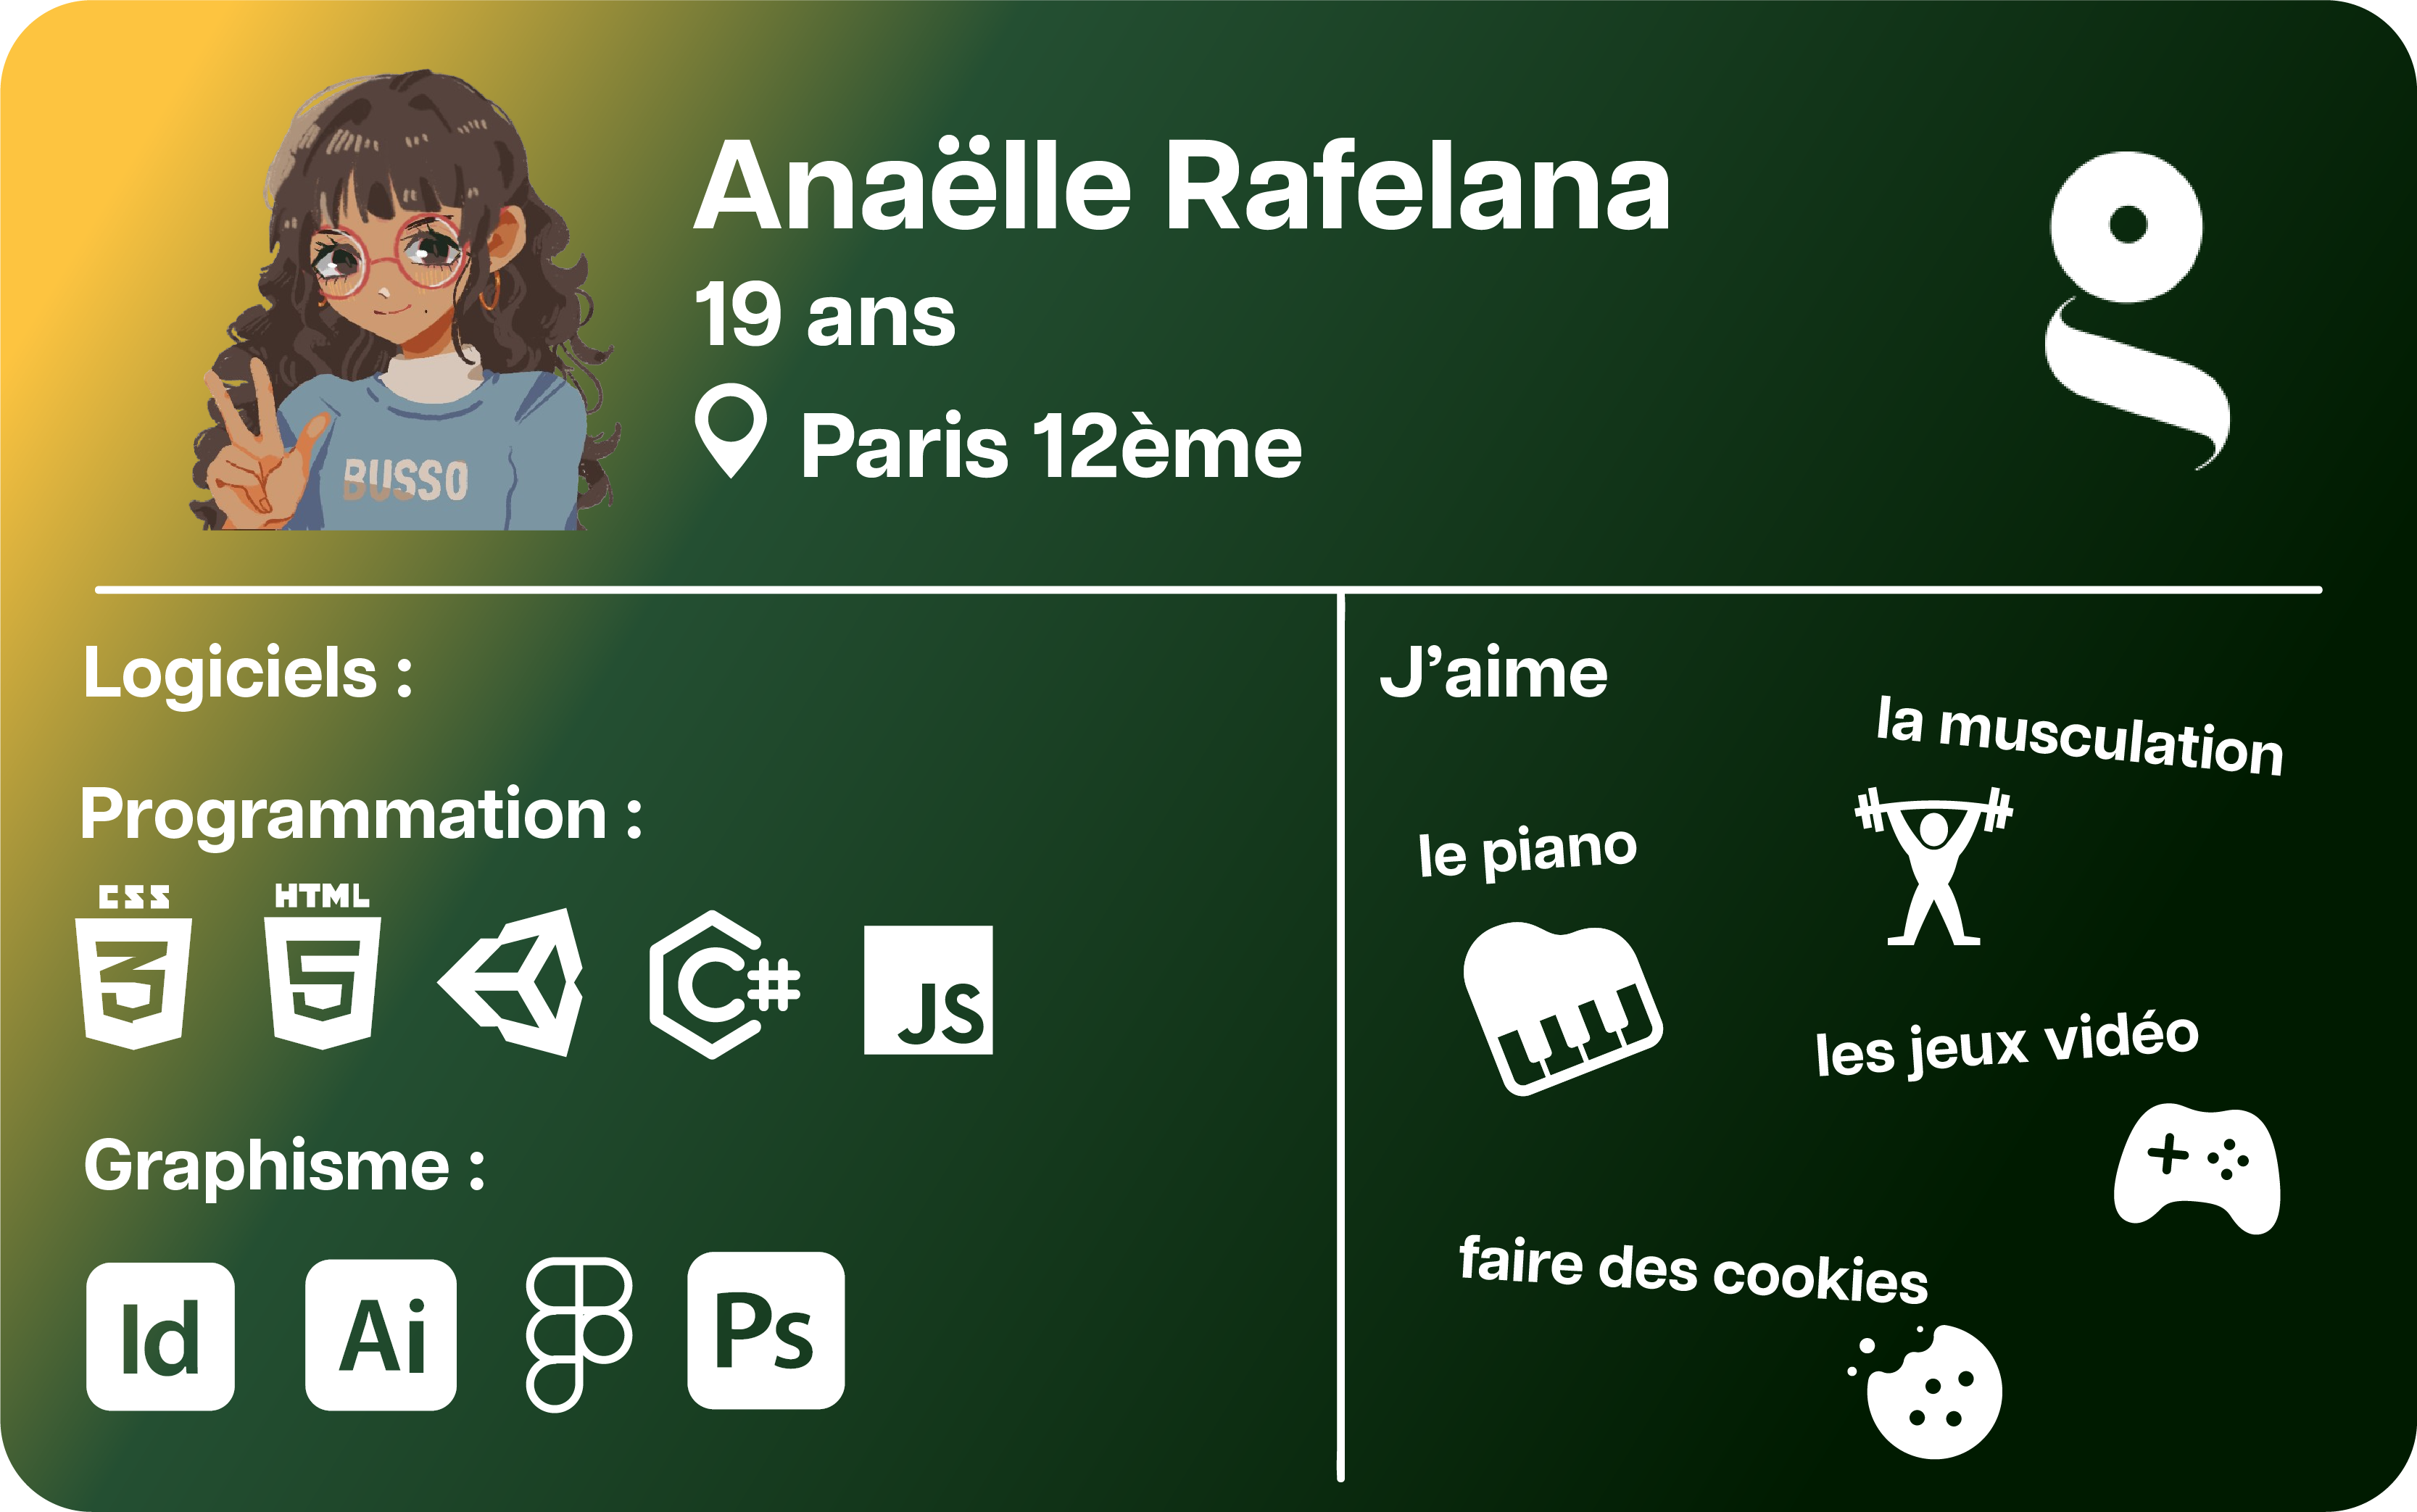 Anaëlle Rafelana
19 ans
Paris 12ème
BUSSO
g
Logiciels :
Programmation :
CSS
HTML
C#
JS
Graphisme :
Id
Ai
Ps
J’aime
la musculation
le piano
les jeux vidéo
faire des cookies